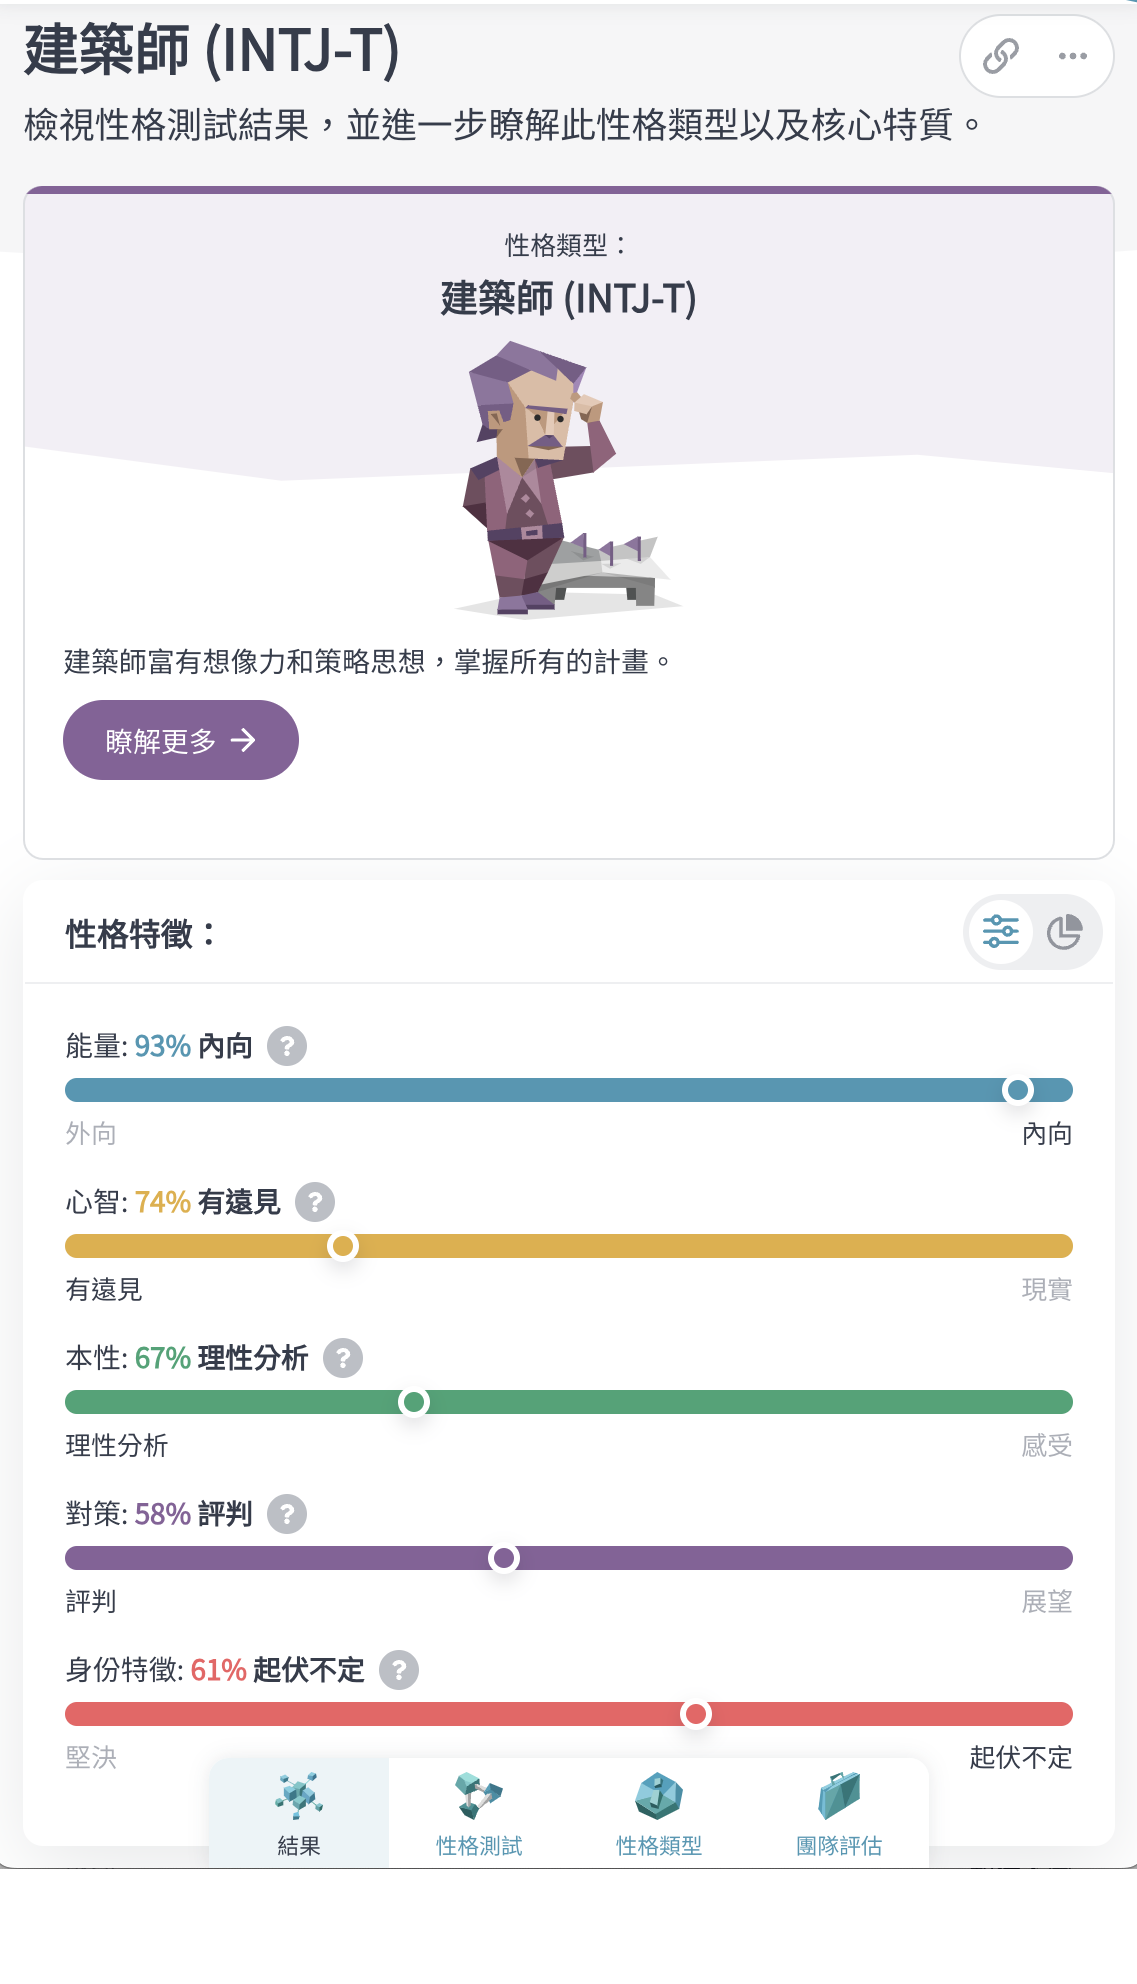 建築師 (INTJ-T)
檢視性格測試結果，並進一步瞭解此性格類型以及核心特質。
性格類型：
建築師 (INTJ-T)
建築師富有想像力和策略思想，掌握所有的計畫。
瞭解更多
性格特徵：
能量: 93% 內向 ?
外向 內向
心智: 74% 有遠見 ?
有遠見 現實
本性: 67% 理性分析 ?
理性分析 感受
對策: 58% 評判 ?
評判 展望
身份特徵: 61% 起伏不定 ?
堅決 起伏不定
結果 性格測試 性格類型 團隊評估